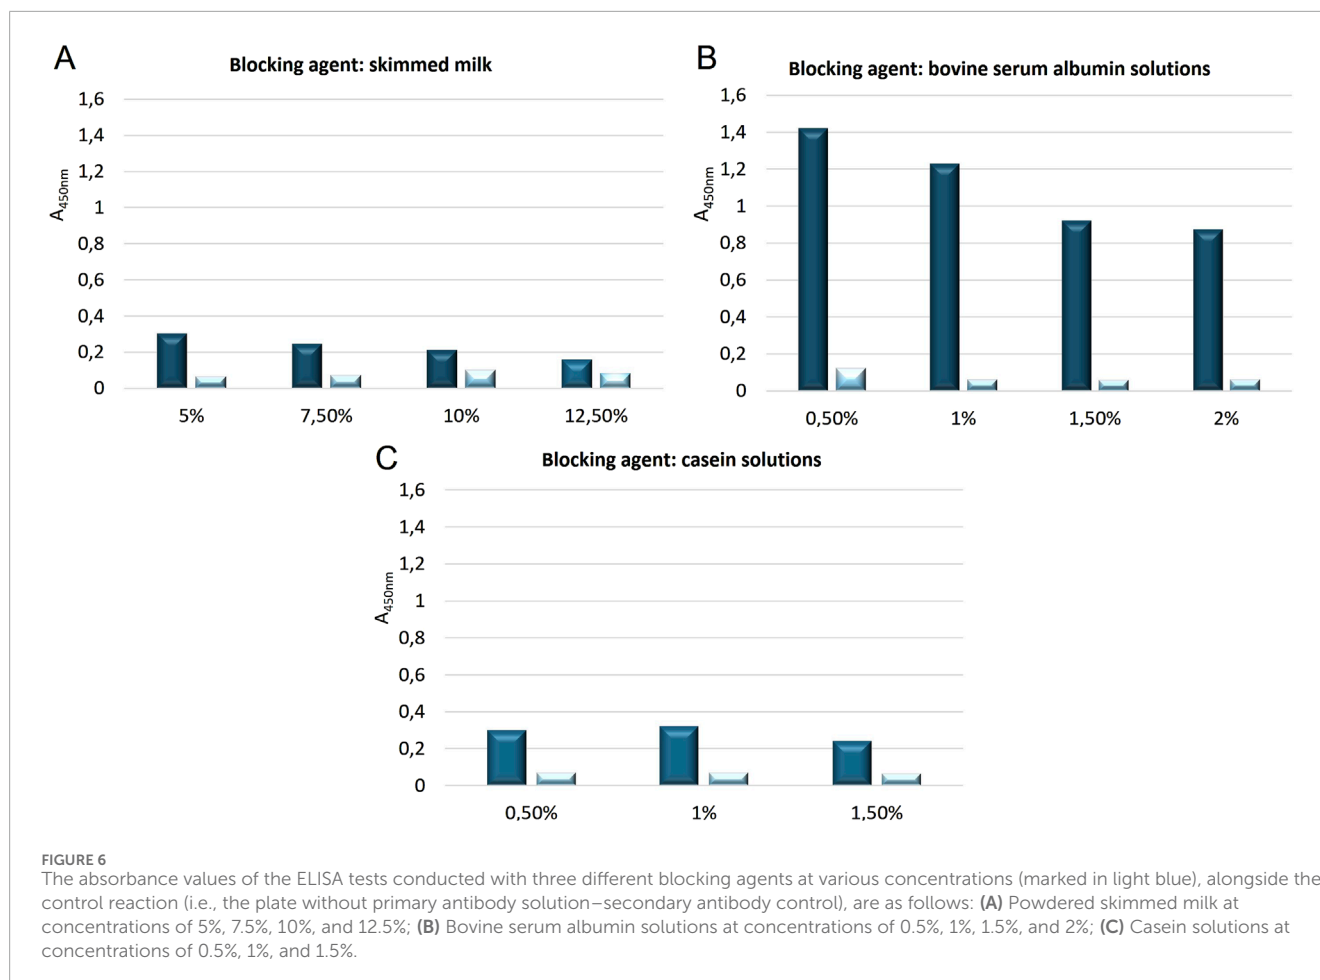 A
Blocking agent: skimmed milk
1,6
1,4
1,2
1
0,8
0,6
0,4
0,2
0
A450nm
5%
7,50%
10%
12,50%
B
Blocking agent: bovine serum albumin solutions
1,6
1,4
1,2
1
0,8
0,6
0,4
0,2
0
A450nm
0,50%
1%
1,50%
2%
C
Blocking agent: casein solutions
1,6
1,4
1,2
1
0,8
0,6
0,4
0,2
0
A450nm
0,50%
1%
1,50%
FIGURE 6
The absorbance values of the ELISA tests conducted with three different blocking agents at various concentrations (marked in light blue), alongside the
control reaction (i.e., the plate without primary antibody solution–secondary antibody control), are as follows: (A) Powdered skimmed milk at
concentrations of 5%, 7.5%, 10%, and 12.5%; (B) Bovine serum albumin solutions at concentrations of 0.5%, 1%, 1.5%, and 2%; (C) Casein solutions at
concentrations of 0.5%, 1%, and 1.5%.